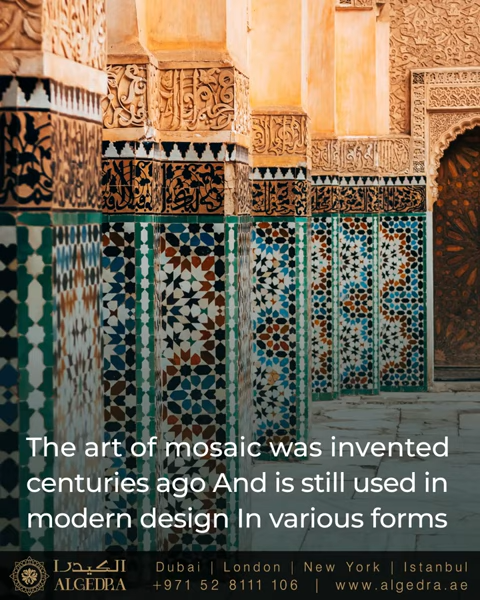 The art of mosaic was invented
centuries ago And is still used in
modern design In various forms
الكيدرا
ALGEDRA
Dubai | London | New York | Istanbul
+971 52 8111 106 | www.algedra.ae